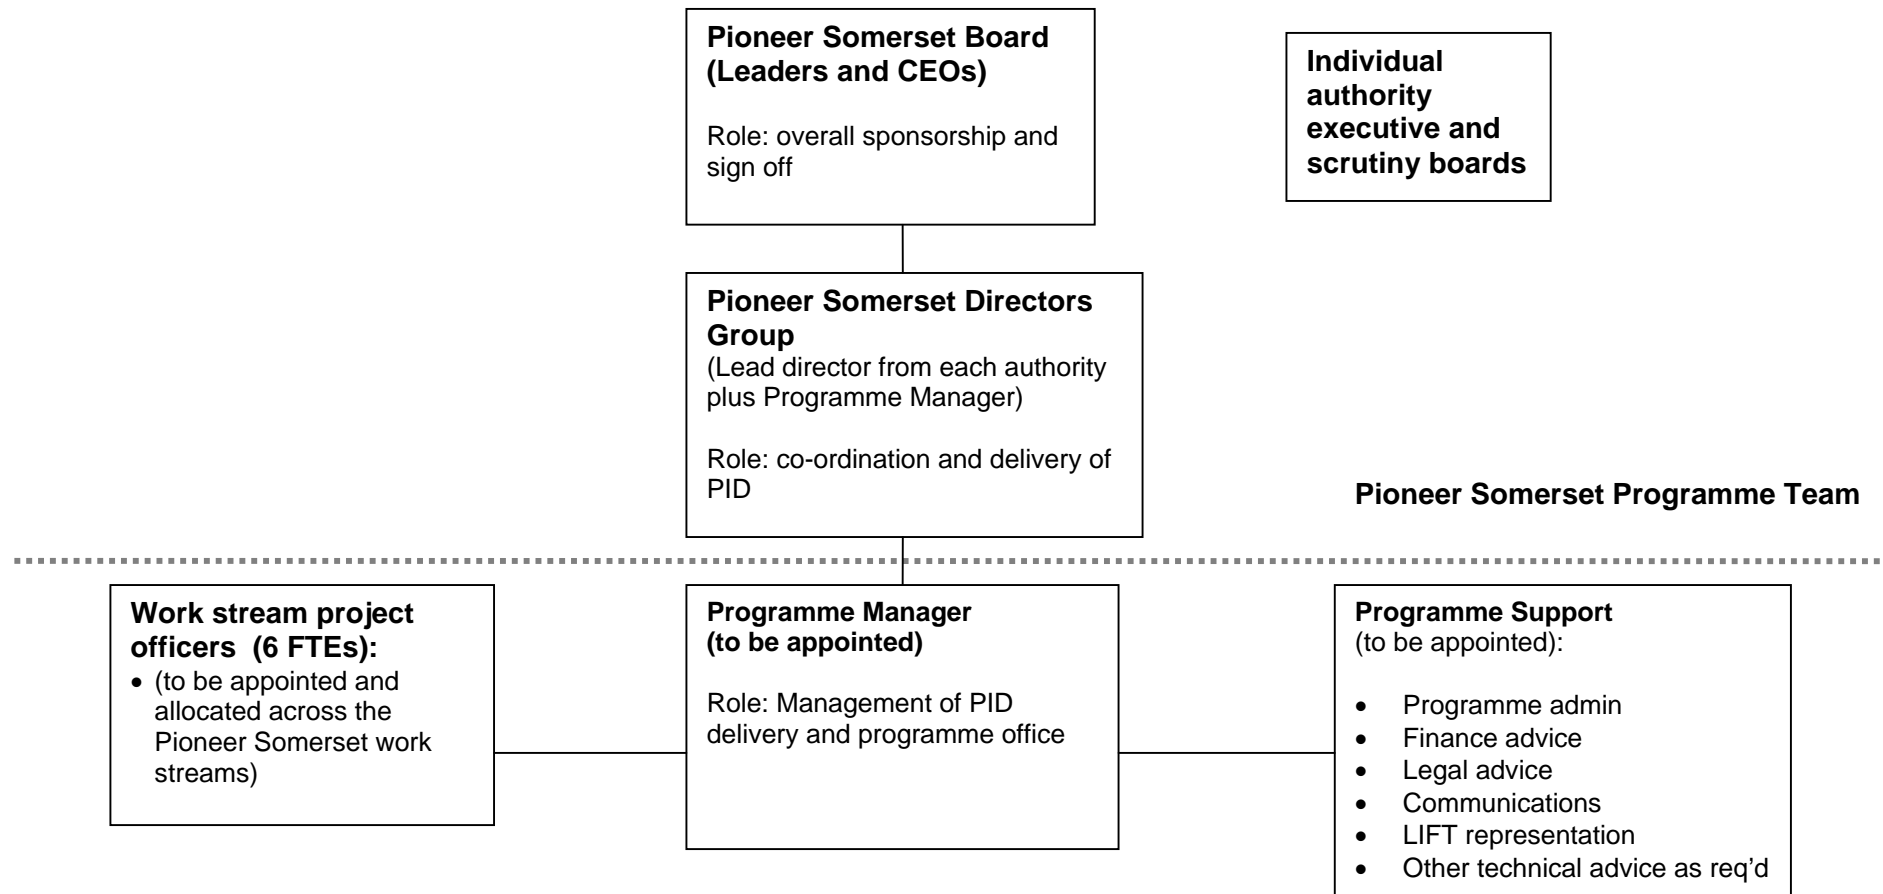 Pioneer Somerset Board
(Leaders and CEOs)
Role: overall sponsorship and
sign off
Individual
authority
executive and
scrutiny boards
Pioneer Somerset Directors
Group
(Lead director from each authority
plus Programme Manager)
Role: co-ordination and delivery of
PID
Pioneer Somerset Programme Team
Work stream project
officers (6 FTEs):
• (to be appointed and
allocated across the
Pioneer Somerset work
streams)
Programme Manager
(to be appointed)
Role: Management of PID
delivery and programme office
Programme Support
(to be appointed):
• Programme admin
• Finance advice
• Legal advice
• Communications
• LIFT representation
• Other technical advice as req’d